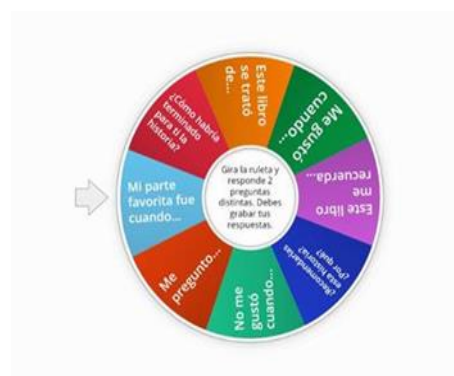 Gira la ruleta y
responde 2
preguntas
distintas. Debes
grabar tus
respuestas.
Mi parte
favorita fue
cuando...
¿Cómo habría
terminado
para ti la
historia?
Este libro
se trató
de...
Me gustó
cuando...
Este libro
me
recuerda...
¿Recomendarías
esta historia?
¿Por qué?
No me
gustó
cuando...
Me
pregunto...